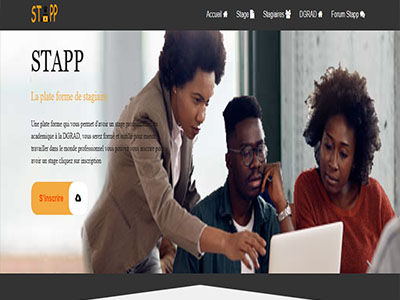 STAPP
Accueil Stage Stagiaires DGRAD Forum Stapp
STAPP
La plate forme de stagiaire
Une plate forme qui vous permet d'avoir un stage
academique à la DGRAD, vous serez formé et
travailler dans le monde professionnel vous
avoir un stage cliquez sur inscription
S'inscrire